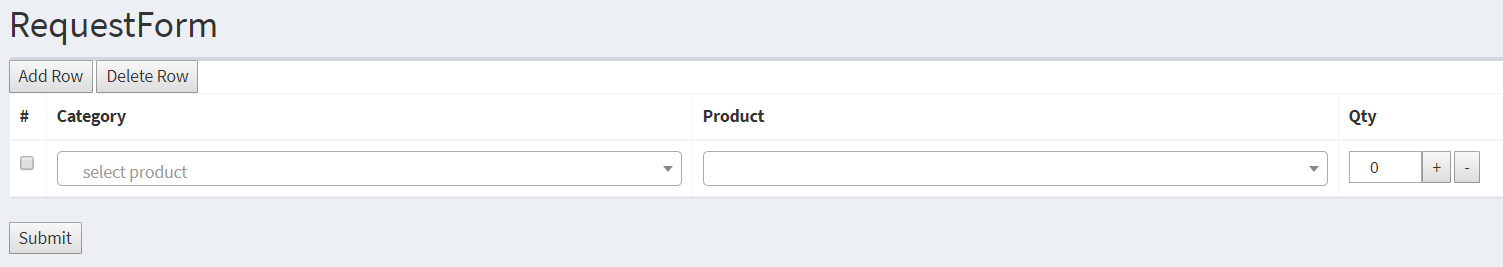 RequestForm
Add Row Delete Row
# Category Product Qty
select product 0 + -
Submit